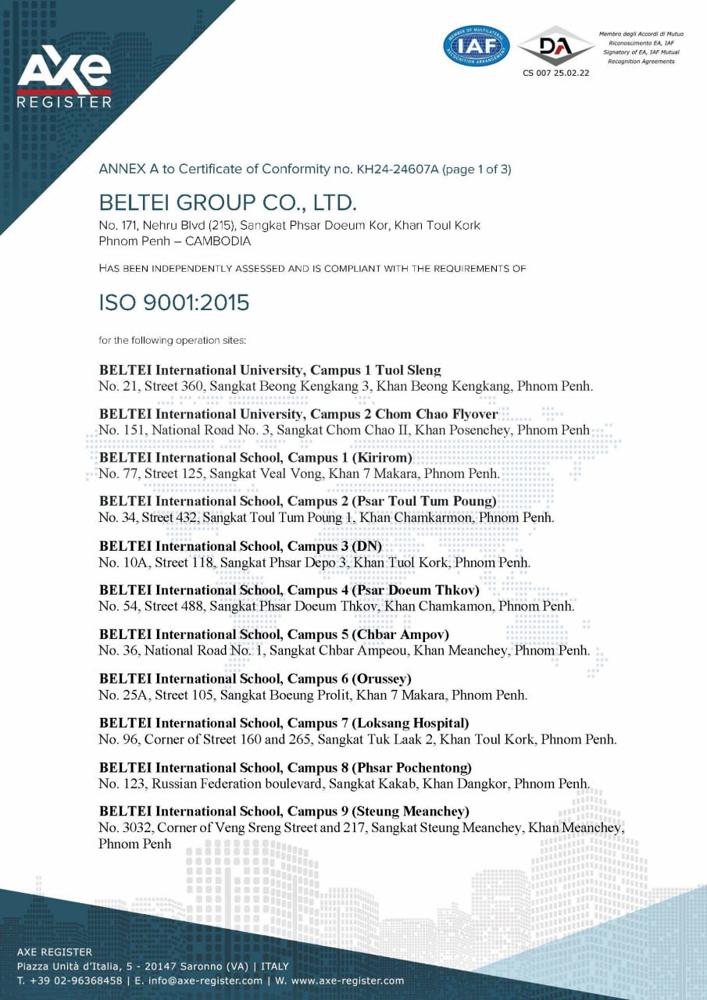 AXe
REGISTER
MEMBER OF MULTILATERAL
IAF
RECOGNITION ARRANGEMENT
DA
CS 007 25.02.22
Membro degli Accordi di Mutuo
Riconoscimento EA, IAF
Signatory of EA, IAF Mutual
Recognition Agreements
ANNEX A to Certificate of Conformity no. KH24-24607A (page 1 of 3)
BELTEI GROUP CO., LTD.
No. 171, Nehru Blvd (215), Sangkat Phsar Doeum Kor, Khan Toul Kork
Phnom Penh – CAMBODIA
HAS BEEN INDEPENDENTLY ASSESSED AND IS COMPLIANT WITH THE REQUIREMENTS OF
ISO 9001:2015
for the following operation sites:
BELTEI International University, Campus 1 Tuol Sleng
No. 21, Street 360, Sangkat Beong Kengkang 3, Khan Beong Kengkang, Phnom Penh.
BELTEI International University, Campus 2 Chom Chao Flyover
No. 151, National Road No. 3, Sangkat Chom Chao II, Khan Posenchey, Phnom Penh
BELTEI International School, Campus 1 (Kirirom)
No. 77, Street 125, Sangkat Veal Vong, Khan 7 Makara, Phnom Penh.
BELTEI International School, Campus 2 (Psar Toul Tum Poung)
No. 34, Street 432, Sangkat Toul Tum Poung 1, Khan Chamkarmon, Phnom Penh.
BELTEI International School, Campus 3 (DN)
No. 10A, Street 118, Sangkat Phsar Depo 3, Khan Tuol Kork, Phnom Penh.
BELTEI International School, Campus 4 (Psar Doeum Thkov)
No. 54, Street 488, Sangkat Phsar Doeum Thkov, Khan Chamkamon, Phnom Penh.
BELTEI International School, Campus 5 (Chbar Ampov)
No. 36, National Road No. 1, Sangkat Chbar Ampeou, Khan Meanchey, Phnom Penh.
BELTEI International School, Campus 6 (Orussey)
No. 25A, Street 105, Sangkat Boeung Prolit, Khan 7 Makara, Phnom Penh.
BELTEI International School, Campus 7 (Loksang Hospital)
No. 96, Corner of Street 160 and 265, Sangkat Tuk Laak 2, Khan Toul Kork, Phnom Penh.
BELTEI International School, Campus 8 (Phsar Pochentong)
No. 123, Russian Federation boulevard, Sangkat Kakab, Khan Dangkor, Phnom Penh.
BELTEI International School, Campus 9 (Steung Meanchey)
No. 3032, Corner of Veng Sreng Street and 217, Sangkat Steung Meanchey, Khan Meanchey,
Phnom Penh
AXE REGISTER
Piazza Unità d'Italia, 5 - 20147 Saronno (VA) | ITALY
T. +39 02-96368458 | E. info@axe-register.com | W. www.axe-register.com